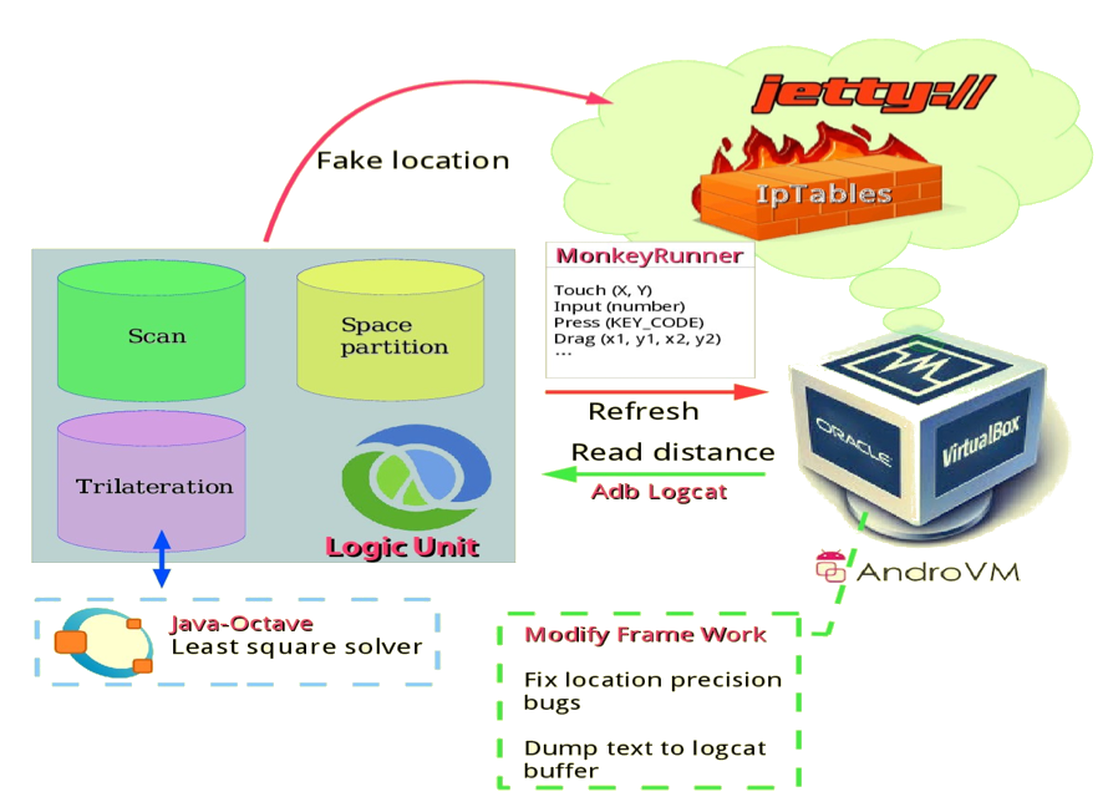 jetty://
IpTables
Fake location
MonkeyRunner
Touch (X, Y)
Input (number)
Press (KEY_CODE)
Drag (x1, y1, x2, y2)
...
Scan
Space
partition
Trilateration
Logic Unit
Refresh
Read distance
Adb Logcat
ORACLE
VirtualBox
AndroVM
Java-Octave
Least square solver
Modify Frame Work
Fix location precision
bugs
Dump text to logcat
buffer